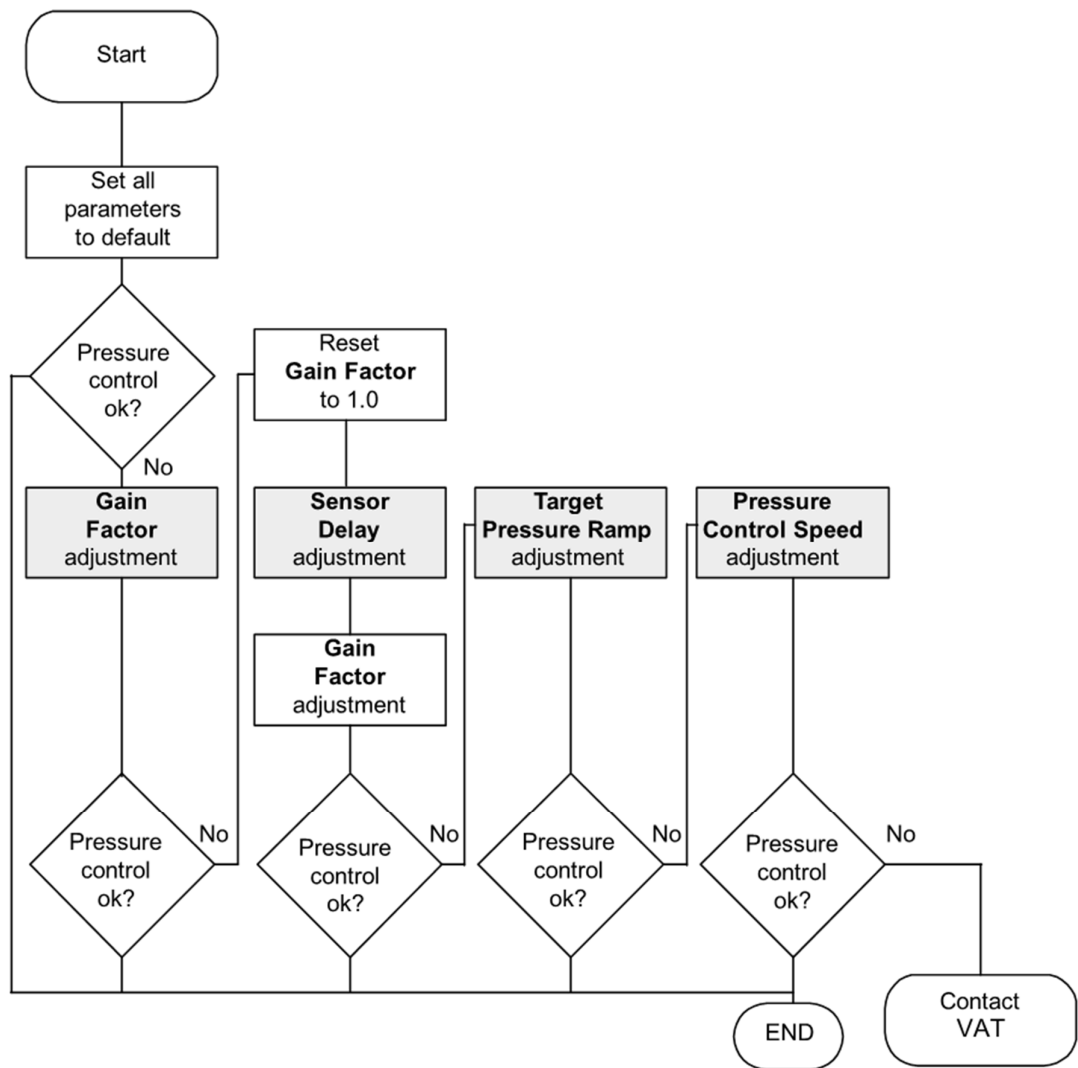 Start
Set all
parameters
to default
Pressure
control
ok?
No
Gain
Factor
adjustment
Pressure
control
ok?
No
Reset
Gain Factor
to 1.0
Sensor
Delay
adjustment
Gain
Factor
adjustment
Pressure
control
ok?
No
Target
Pressure Ramp
adjustment
Pressure
control
ok?
No
Pressure
Control Speed
adjustment
Pressure
control
ok?
No
END
Contact
VAT